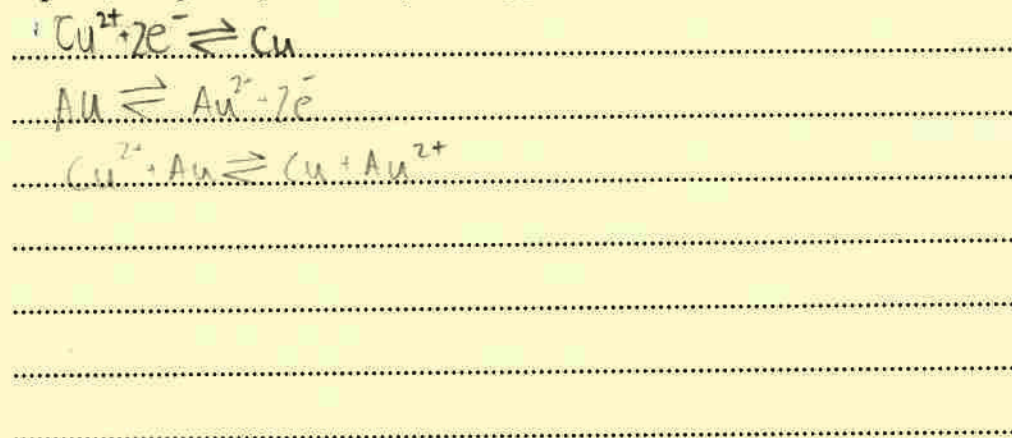 Cu²⁺+2e⁻ ⇌ Cu
Au ⇌ Au²⁺+2e⁻
Cu²⁺+Au ⇌ Cu+Au²⁺